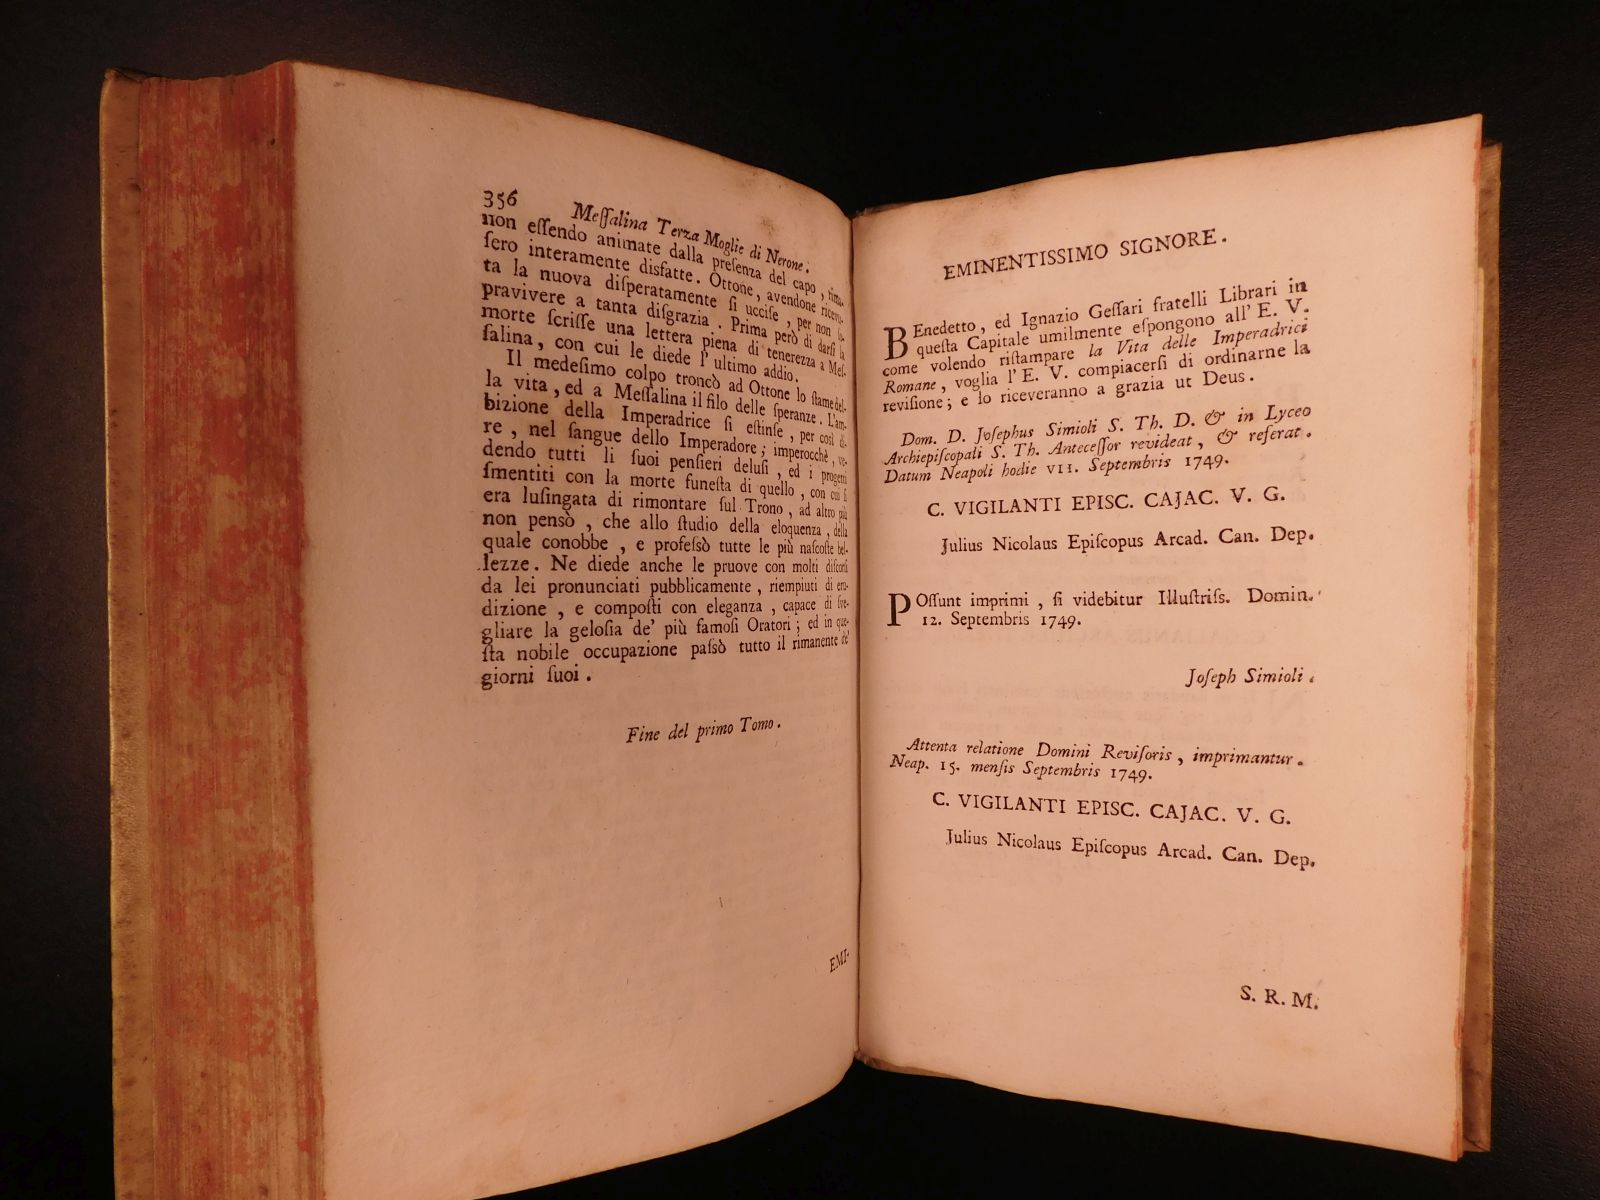 356 Meſſalina Terza Moglie di Nerone.
non eſſendo animate dalla preſenza del capo, rima-
ſero interamente disfatte. Ottone, avendone ricevu-
ta la nuova diſperatamente ſi ucciſe, per non ſo-
pravivere a tanta diſgrazia. Prima però di darſi la
morte ſcriſſe una lettera piena di tenerezza a Meſ-
ſalina, con cui le diede l' ultimo addio.
Il medeſimo colpo troncò ad Ottone lo ſtame del-
la vita, ed a Meſſalina il filo delle ſperanze. L'am-
bizione della Imperadrice ſi eſtinſe, per così di-
re, nel ſangue dello Imperadore; imperocchè, ve-
dendo tutti li ſuoi penſieri deluſi, ed i progetti
ſmentiti con la morte funeſta di quello, con cui ſi
era luſingata di rimontare ſul Trono, ad altro più
non pensò, che allo ſtudio della eloquenza, della
quale conobbe, e profeſsò tutte le più naſcoſte bel-
lezze. Ne diede anche le pruove con molti diſcorſi
da lei pronunciati pubblicamente, riempiuti di eru-
dizione, e compoſti con eleganza, capace di ſve-
gliare la geloſia de' più famoſi Oratori; ed in que-
ſta nobile occupazione paſsò tutto il rimanente de'
giorni ſuoi.
Fine del primo Tomo.
EMI-
EMINENTISSIMO SIGNORE.
BEnedetto, ed Ignazio Geſſari fratelli Librari in
queſta Capitale umilmente eſpongono all' E. V.
come volendo riſtampare la Vita delle Imperadrici
Romane, voglia l' E. V. compiacerſi di ordinarne la
reviſione; e lo riceveranno a grazia ut Deus.
Dom. D. Joſephus Simioli S. Th. D. & in Lyceo
Archiepiſcopali S. Th. Anteceſſor revideat, & referat.
Datum Neapoli hodie VII. Septembris 1749.
C. VIGILANTI EPISC. CAJAC. V. G.
Julius Nicolaus Epiſcopus Arcad. Can. Dep.
POſſunt imprimi, ſi videbitur Illuſtriſs. Domin.
12. Septembris 1749.
Joſeph Simioli.
Attenta relatione Domini Reviſoris, imprimantur.
Neap. 15. menſis Septembris 1749.
C. VIGILANTI EPISC. CAJAC. V. G.
Julius Nicolaus Epiſcopus Arcad. Can. Dep.
S. R. M.